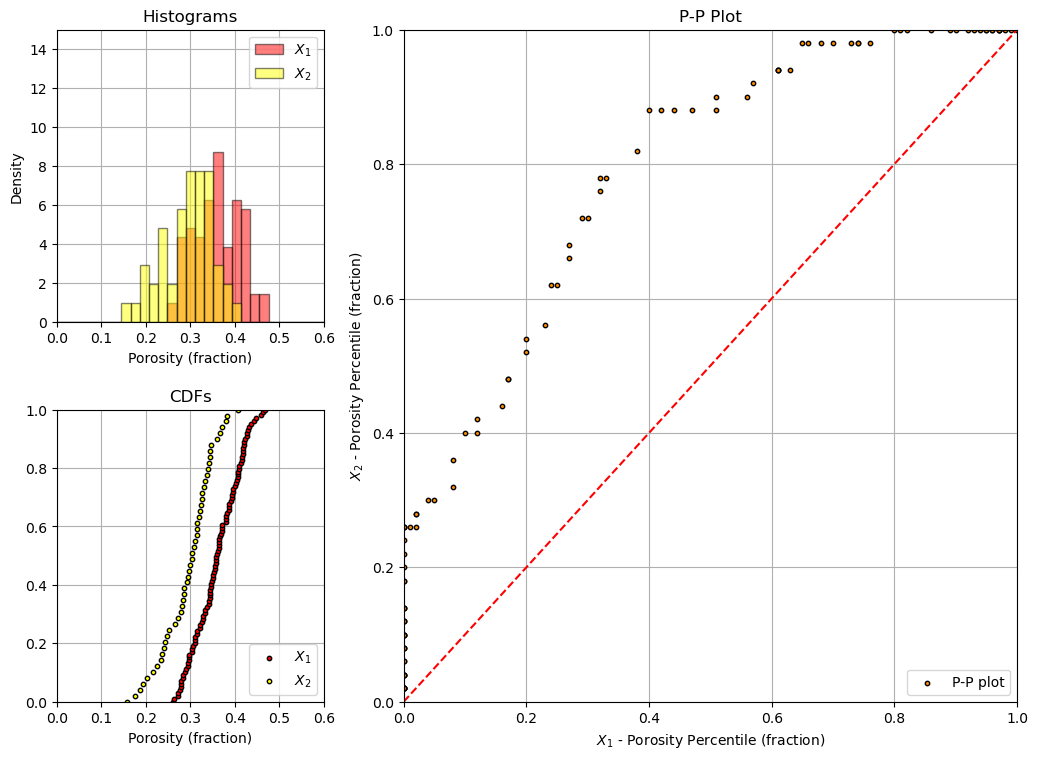 Histograms
X₁
X₂
14
12
10
8
6
4
2
0
Density
0.0 0.1 0.2 0.3 0.4 0.5 0.6
Porosity (fraction)
CDFs
1.0
0.8
0.6
0.4
0.2
0.0
X₁
X₂
0.0 0.1 0.2 0.3 0.4 0.5 0.6
Porosity (fraction)
P-P Plot
1.0
0.8
0.6
0.4
0.2
0.0
X₂ - Porosity Percentile (fraction)
P-P plot
0.0 0.2 0.4 0.6 0.8 1.0
X₁ - Porosity Percentile (fraction)